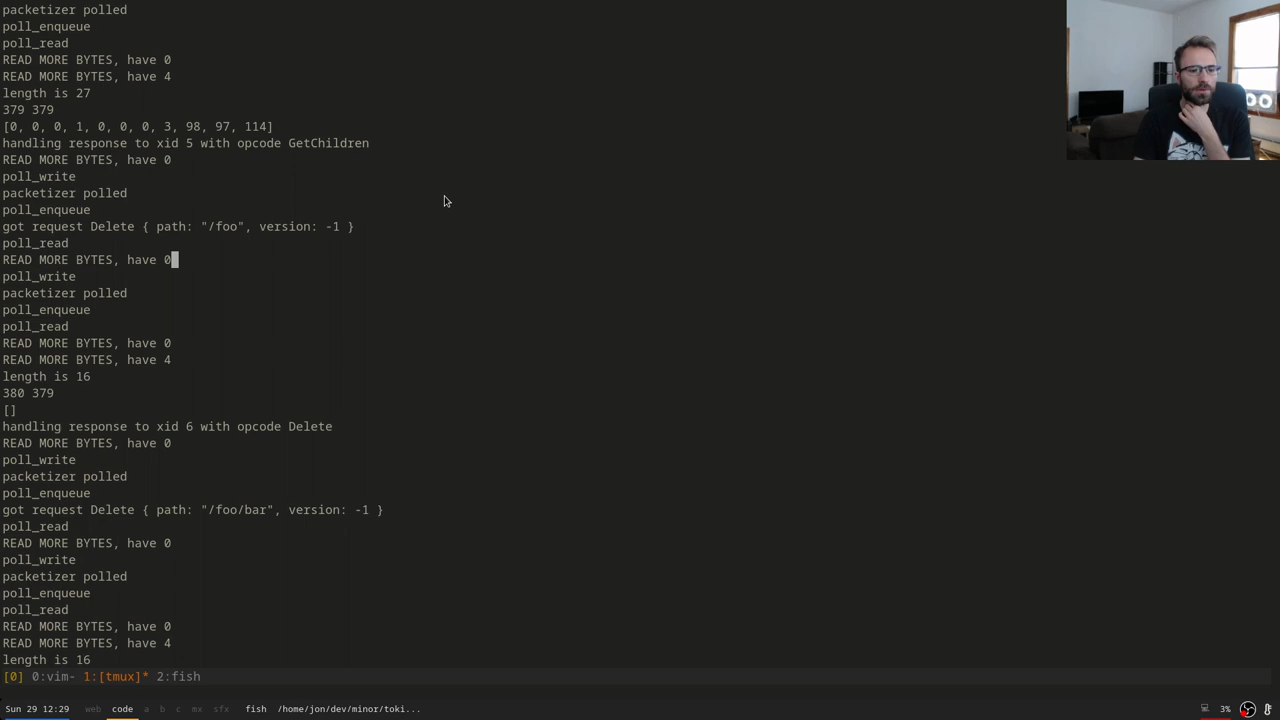 packetizer polled
poll_enqueue
poll_read
READ MORE BYTES, have 0
READ MORE BYTES, have 4
length is 27
379 379
[0, 0, 0, 1, 0, 0, 0, 3, 98, 97, 114]
handling response to xid 5 with opcode GetChildren
READ MORE BYTES, have 0
poll_write
packetizer polled
poll_enqueue
got request Delete { path: "/foo", version: -1 }
poll_read
READ MORE BYTES, have 0
poll_write
packetizer polled
poll_enqueue
poll_read
READ MORE BYTES, have 0
READ MORE BYTES, have 4
length is 16
380 379
[]
handling response to xid 6 with opcode Delete
READ MORE BYTES, have 0
poll_write
packetizer polled
poll_enqueue
got request Delete { path: "/foo/bar", version: -1 }
poll_read
READ MORE BYTES, have 0
poll_write
packetizer polled
poll_enqueue
poll_read
READ MORE BYTES, have 0
READ MORE BYTES, have 4
length is 16
[0] 0:vim- 1:[tmux]* 2:fish
Sun 29 12:29 web code a b c mx sfx fish /home/jon/dev/minor/toki... 3%